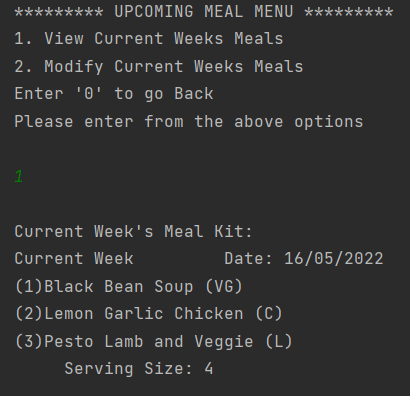 ********* UPCOMING MEAL MENU *********
1. View Current Weeks Meals
2. Modify Current Weeks Meals
Enter '0' to go Back
Please enter from the above options
1
Current Week's Meal Kit:
Current Week         Date: 16/05/2022
(1)Black Bean Soup (VG)
(2)Lemon Garlic Chicken (C)
(3)Pesto Lamb and Veggie (L)
     Serving Size: 4